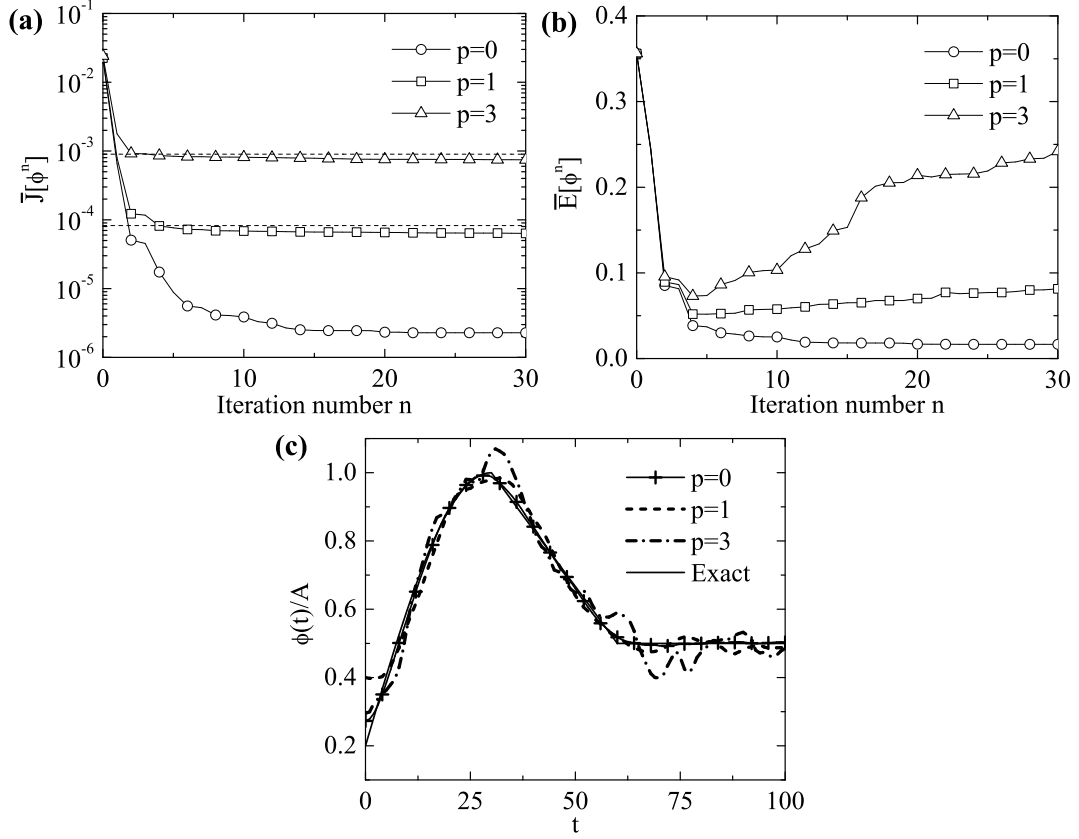 (a)
10⁻¹
10⁻²
10⁻³
10⁻⁴
10⁻⁵
10⁻⁶
J̅[ϕⁿ]
p=0
p=1
p=3
0
10
20
30
Iteration number n
(b)
0.4
0.3
0.2
0.1
0.0
E̅[ϕⁿ]
p=0
p=1
p=3
0
10
20
30
Iteration number n
(c)
1.0
0.8
0.6
0.4
0.2
ϕ(t)/A
p=0
p=1
p=3
Exact
0
25
50
75
100
t